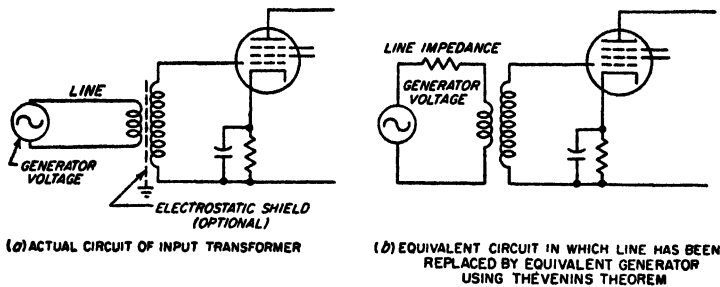 LINE
GENERATOR
VOLTAGE
ELECTROSTATIC SHIELD
(OPTIONAL)
(a) ACTUAL CIRCUIT OF INPUT TRANSFORMER
LINE IMPEDANCE
GENERATOR
VOLTAGE
(b) EQUIVALENT CIRCUIT IN WHICH LINE HAS BEEN
REPLACED BY EQUIVALENT GENERATOR
USING THÉVENINS THEOREM